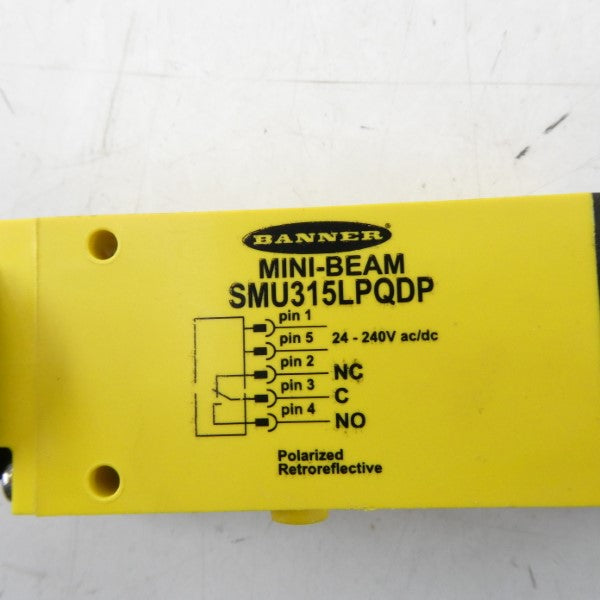 BANNER
MINI-BEAM
SMU315LPQDP
pin 1
pin 5 24 - 240V ac/dc
pin 2 NC
pin 3 C
pin 4 NO
Polarized
Retroreflective